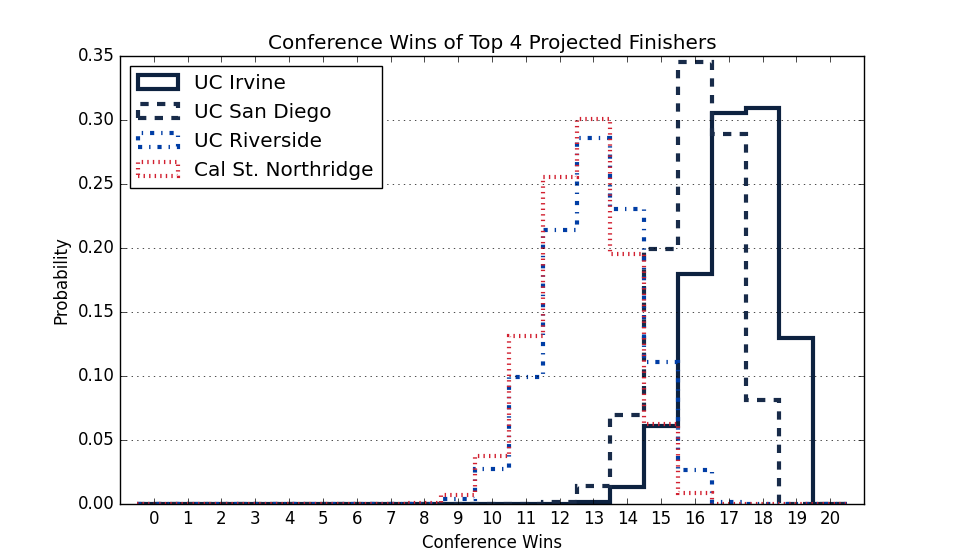 Conference Wins of Top 4 Projected Finishers
UC Irvine
UC San Diego
UC Riverside
Cal St. Northridge
Probability
0.35
0.30
0.25
0.20
0.15
0.10
0.05
0.00
0 1 2 3 4 5 6 7 8 9 10 11 12 13 14 15 16 17 18 19 20
Conference Wins